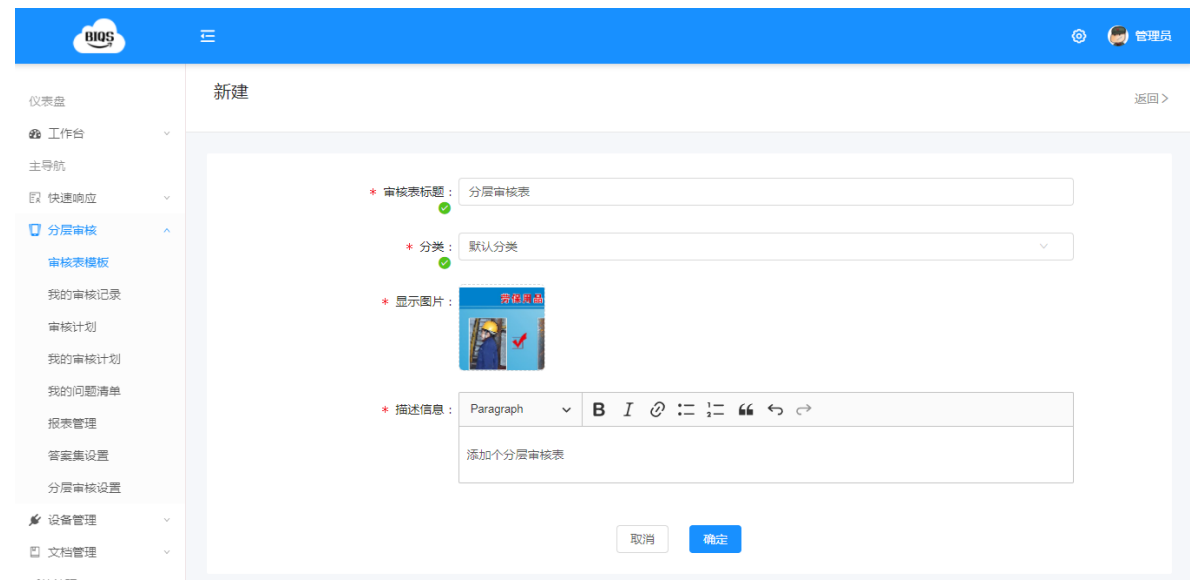 BIQS
管理员
新建
返回
仪表盘
工作台
主导航
快速响应
分层审核
审核表模板
我的审核记录
审核计划
我的审核计划
我的问题清单
报表管理
答案集设置
分层审核设置
设备管理
文档管理
* 审核表标题 :
分层审核表
* 分类 :
默认分类
* 显示图片 :
劳保用品
* 描述信息 :
Paragraph
B I
添加个分层审核表
取消
确定